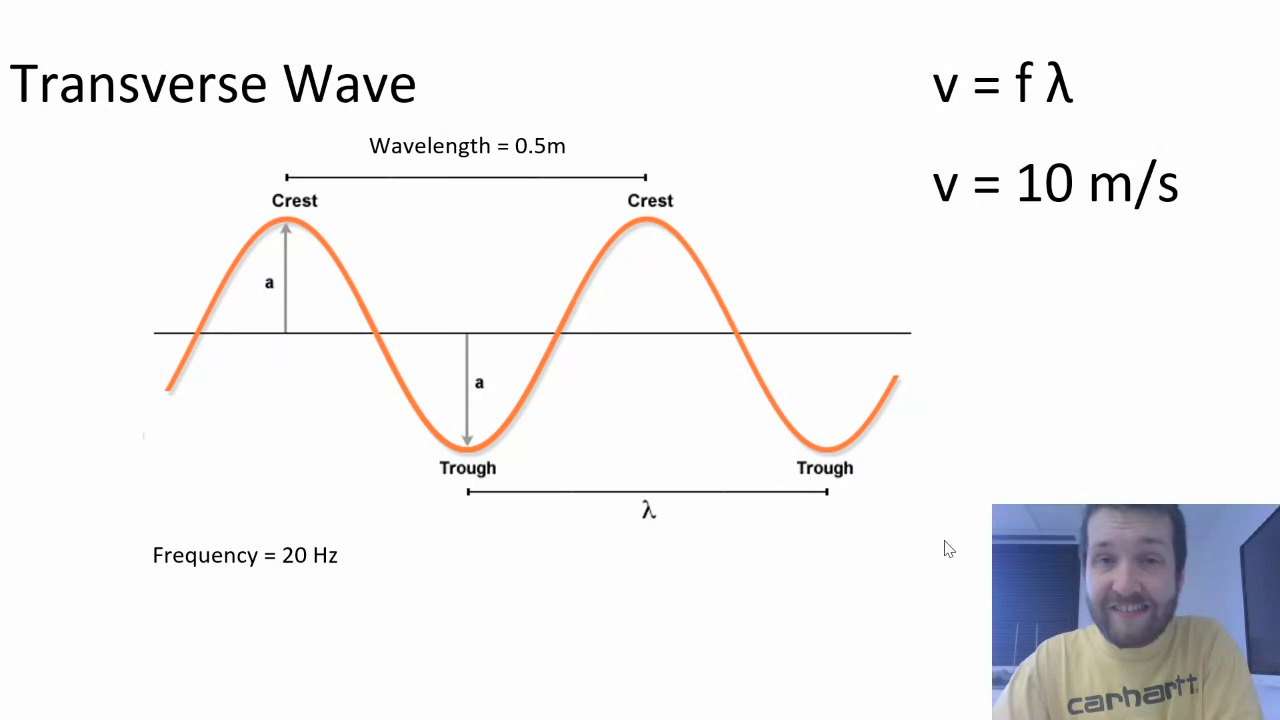 Transverse Wave
v = f λ
Wavelength = 0.5m
v = 10 m/s
Crest
Crest
a
a
Trough
Trough
λ
Frequency = 20 Hz
carhartt.